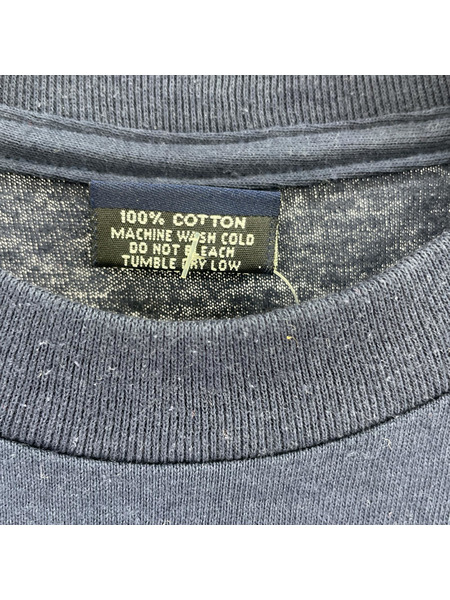 100% COTTON
MACHINE WASH COLD
DO NOT BLEACH
TUMBLE DRY LOW